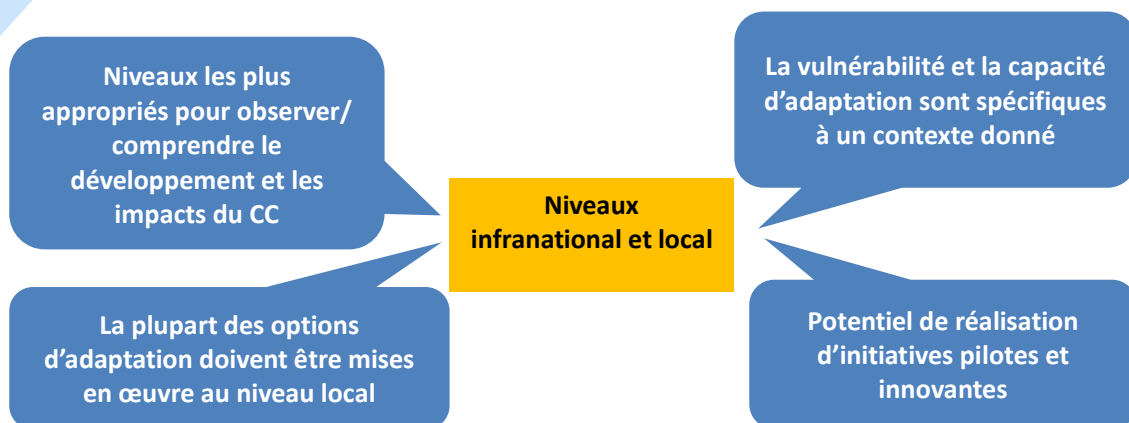 Niveaux les plus
appropriés pour observer/
comprendre le
développement et les
impacts du CC
La vulnérabilité et la capacité
d’adaptation sont spécifiques
à un contexte donné
Niveaux
infranational et local
La plupart des options
d’adaptation doivent être mises
en œuvre au niveau local
Potentiel de réalisation
d’initiatives pilotes et
innovantes